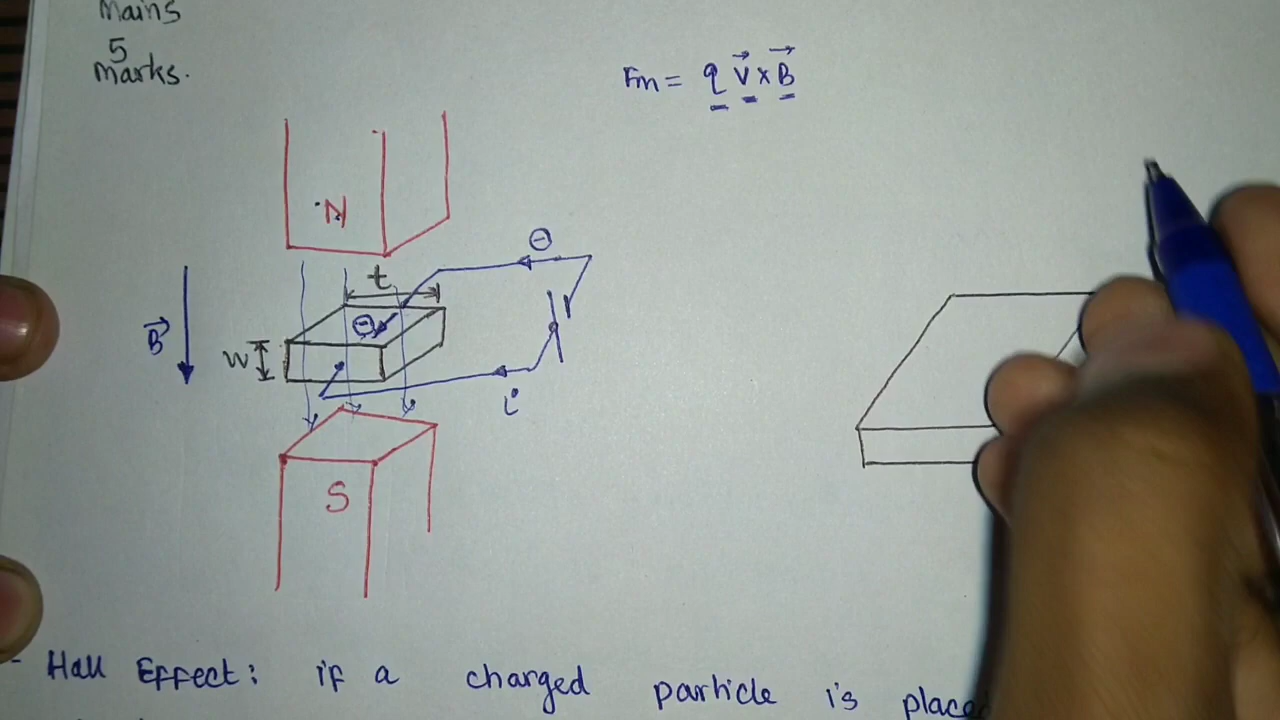 Mains
5
marks.
Fm = q V⃗ × B⃗
N
t
⊖
⊖
B⃗
W
i
S
- Hall Effect: if a charged particle is place